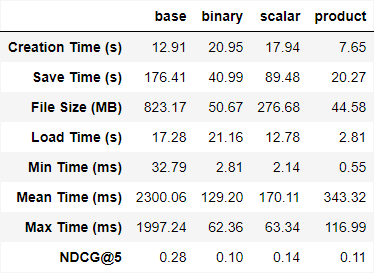 base binary scalar product
Creation Time (s) 12.91 20.95 17.94 7.65
Save Time (s) 176.41 40.99 89.48 20.27
File Size (MB) 823.17 50.67 276.68 44.58
Load Time (s) 17.28 21.16 12.78 2.81
Min Time (ms) 32.79 2.81 2.14 0.55
Mean Time (ms) 2300.06 129.20 170.11 343.32
Max Time (ms) 1997.24 62.36 63.34 116.99
NDCG@5 0.28 0.10 0.14 0.11